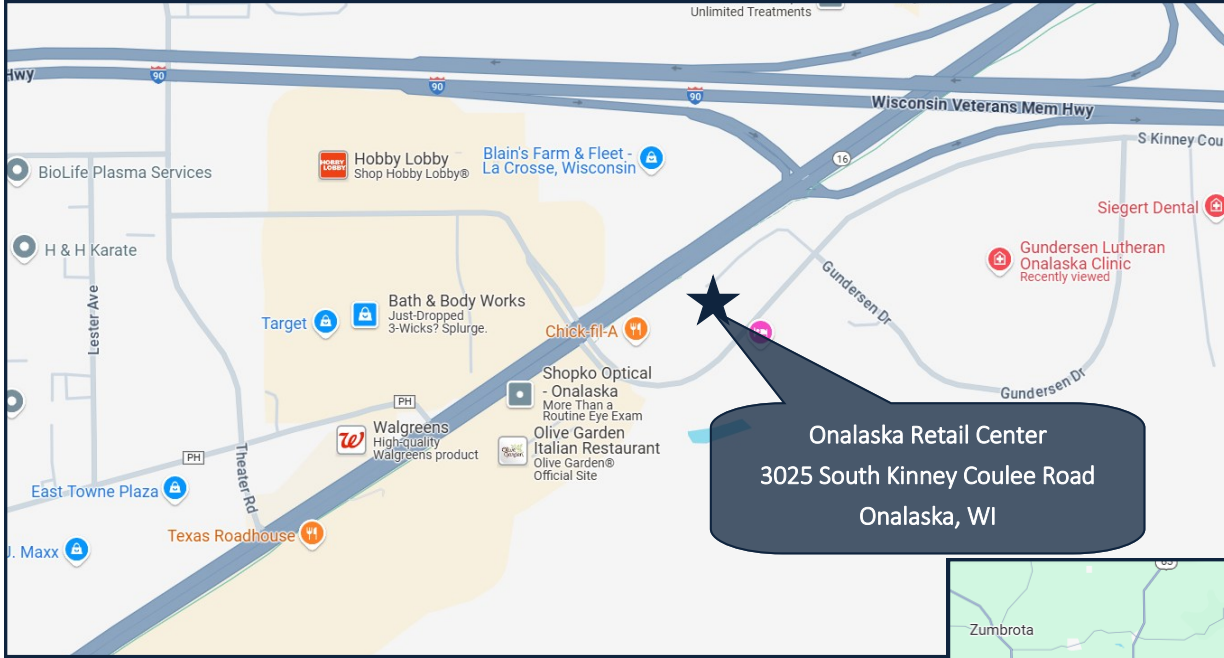 Unlimited Treatments
Hwy
90
90
90
Wisconsin Veterans Mem Hwy
S Kinney Cou
16
BioLife Plasma Services
HOBBY
LOBBY
Hobby Lobby
Shop Hobby Lobby®
Blain's Farm & Fleet -
La Crosse, Wisconsin
Siegert Dental
H & H Karate
Gundersen Lutheran
Onalaska Clinic
Recently viewed
Gundersen Dr
Lester Ave
Target
Bath & Body Works
Just-Dropped
3-Wicks? Splurge.
Chick-fil-A
Shopko Optical
- Onalaska
More Than a
Routine Eye Exam
Gundersen Dr
PH
Walgreens
High-quality
Walgreens product
Olive Garden
Italian Restaurant
Olive Garden®
Official Site
PH
Theater Rd
East Towne Plaza
Texas Roadhouse
J. Maxx
Onalaska Retail Center
3025 South Kinney Coulee Road
Onalaska, WI
Zumbrota